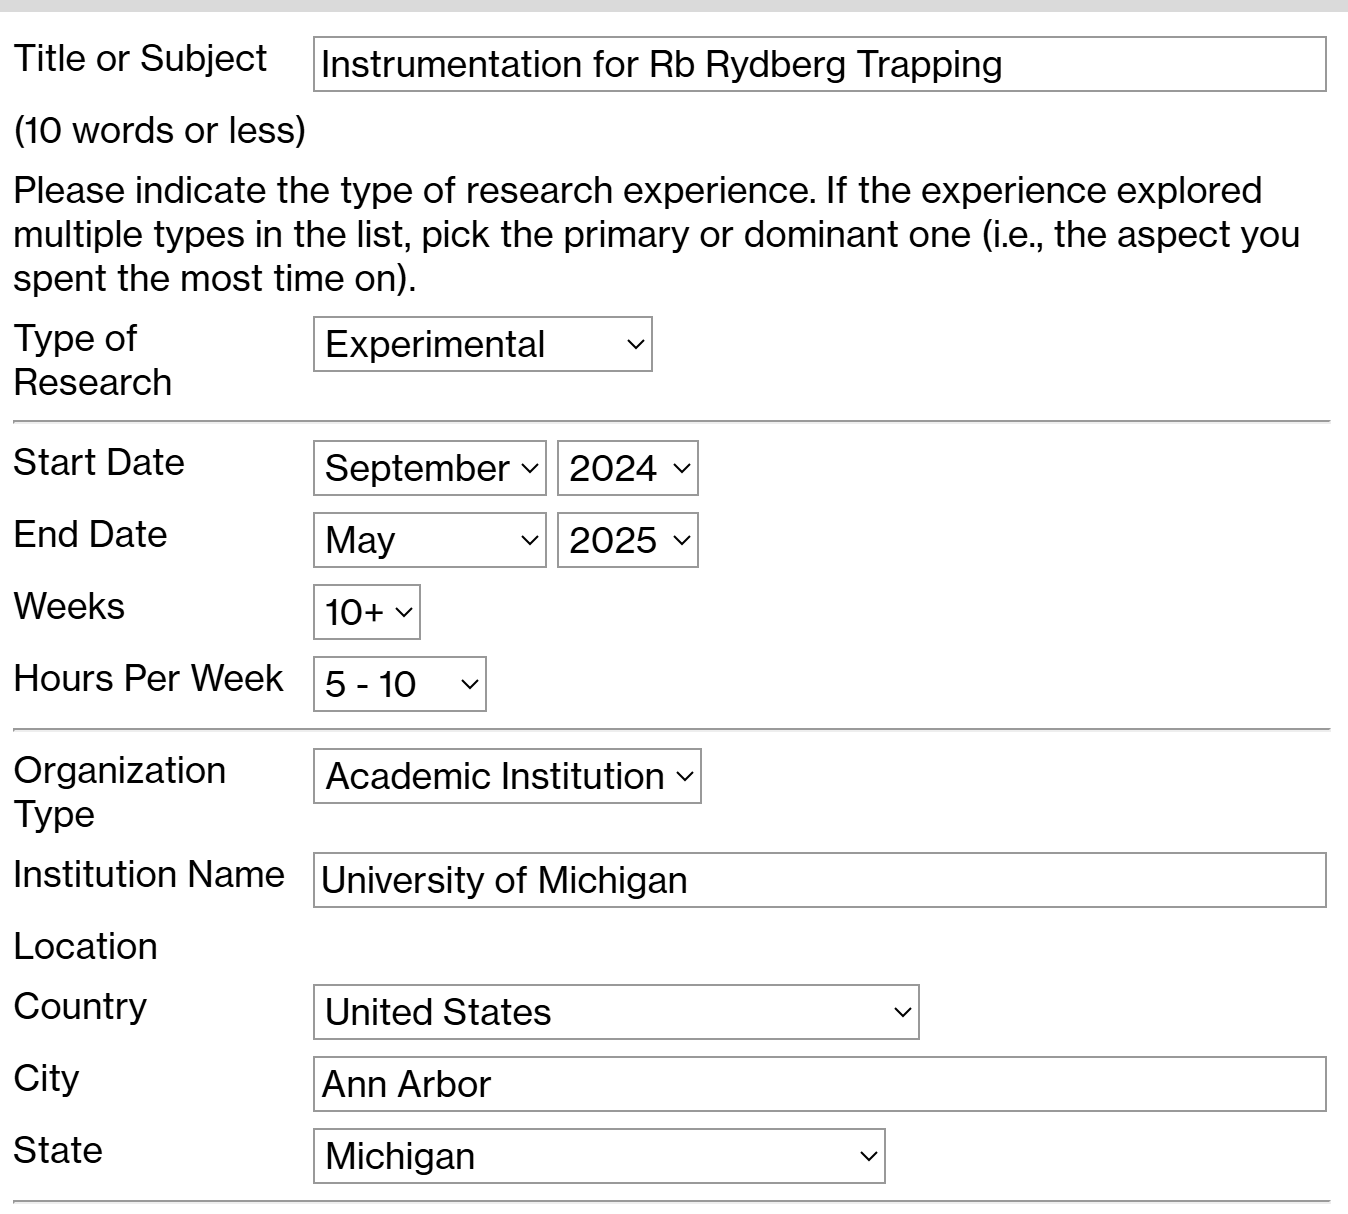 Title or Subject
Instrumentation for Rb Rydberg Trapping
(10 words or less)
Please indicate the type of research experience. If the experience explored
multiple types in the list, pick the primary or dominant one (i.e., the aspect you
spent the most time on).
Type of
Research
Experimental
Start Date
September
2024
End Date
May
2025
Weeks
10+
Hours Per Week
5 - 10
Organization
Type
Academic Institution
Institution Name
University of Michigan
Location
Country
United States
City
Ann Arbor
State
Michigan